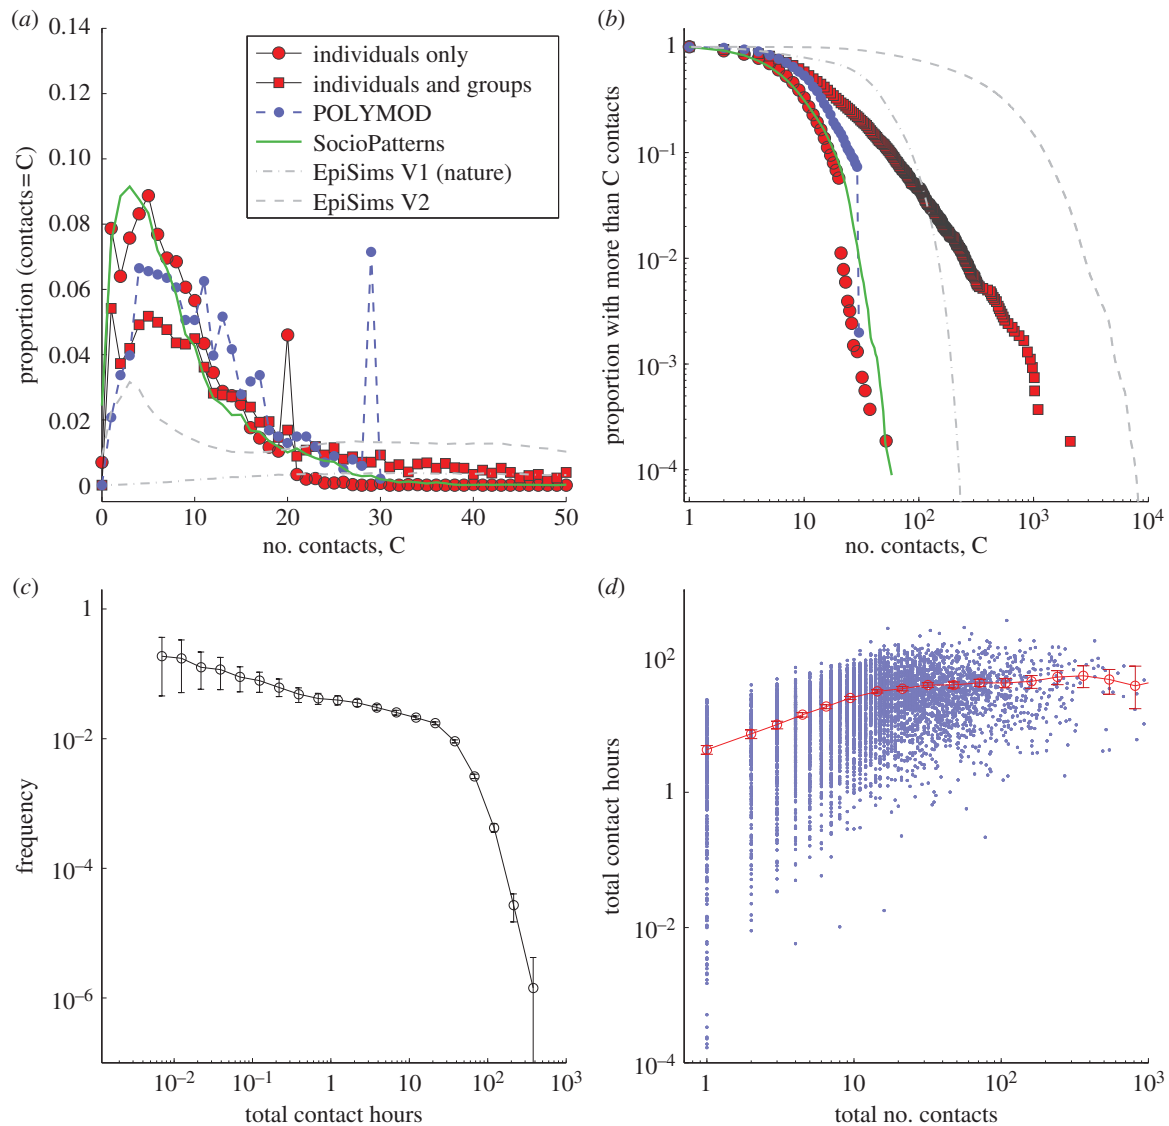 (a)
0.14
0.12
0.10
0.08
0.06
0.04
0.02
0
proportion (contacts = C)
individuals only
individuals and groups
POLYMOD
SocioPatterns
EpiSims V1 (nature)
EpiSims V2
0 10 20 30 40 50
no. contacts, C
(b)
1
10⁻¹
10⁻²
10⁻³
10⁻⁴
proportion with more than C contacts
1 10 10² 10³ 10⁴
no. contacts, C
(c)
1
10⁻²
10⁻⁴
10⁻⁶
frequency
10⁻² 10⁻¹ 1 10 10² 10³
total contact hours
(d)
10²
1
10⁻²
10⁻⁴
total contact hours
1 10 10² 10³
total no. contacts